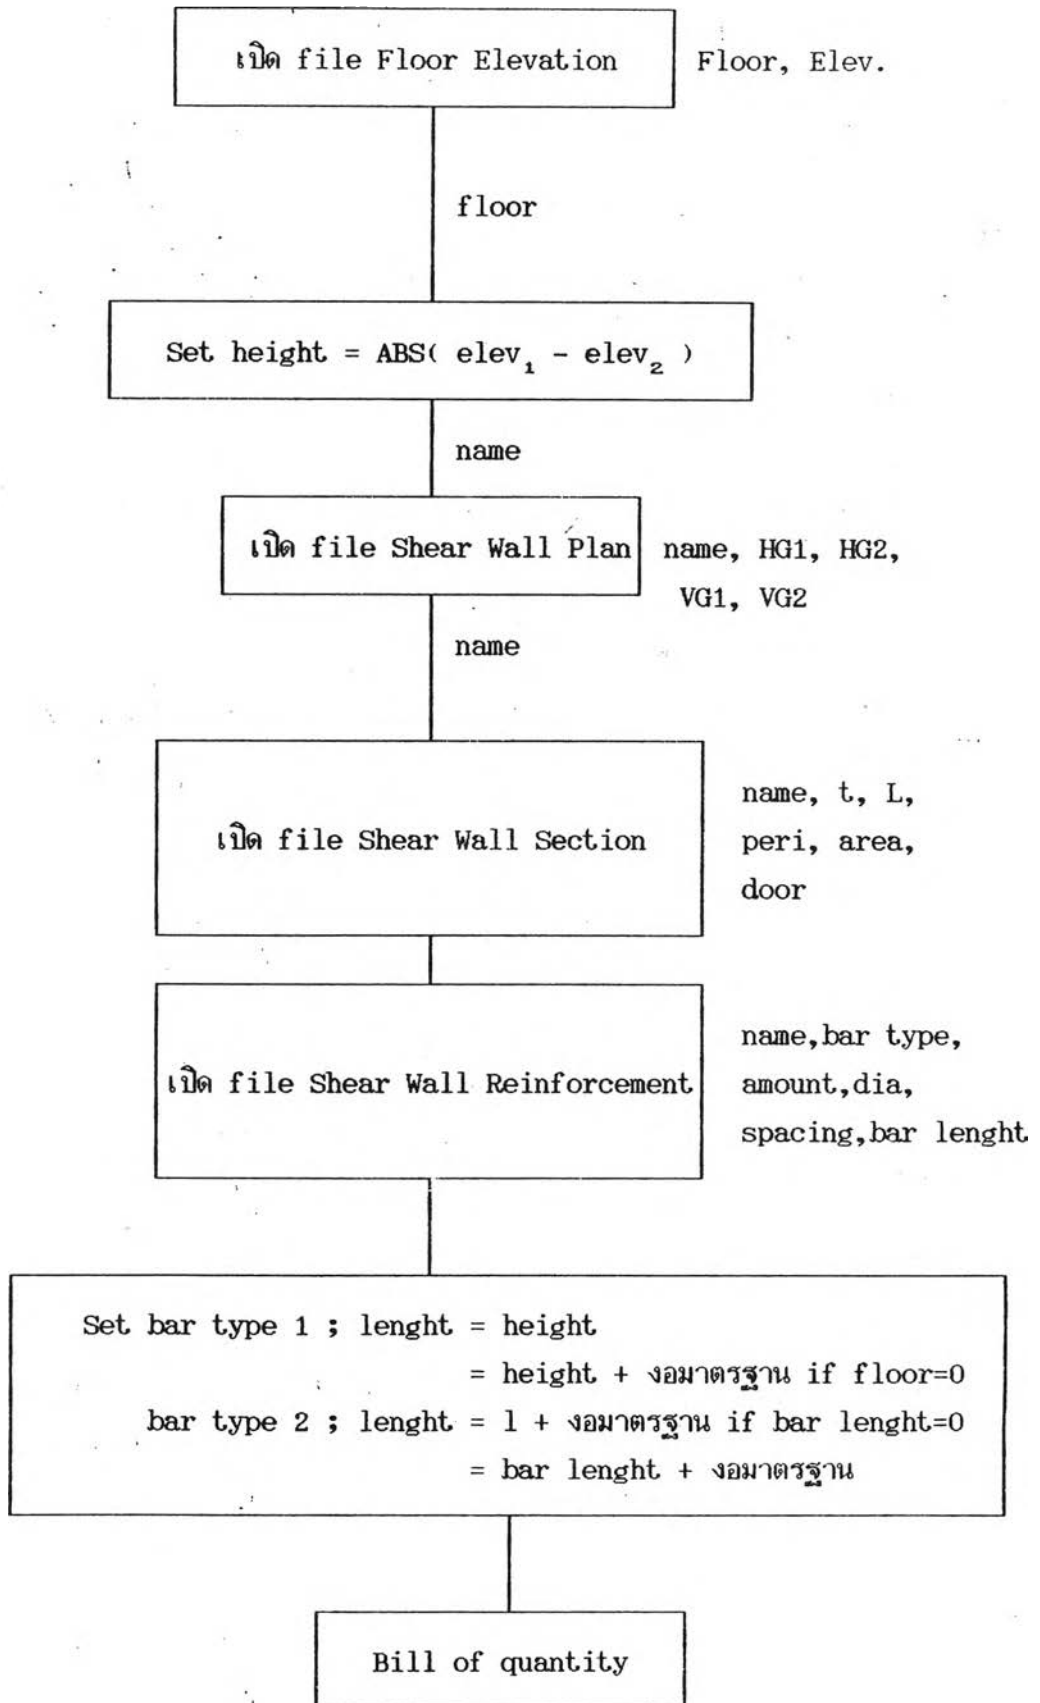 เปิด file Floor Elevation
Floor, Elev.
floor
Set height = ABS( elev₁ - elev₂ )
name
เปิด file Shear Wall Plan
name, HG1, HG2,
VG1, VG2
name
เปิด file Shear Wall Section
name, t, L,
peri, area,
door
เปิด file Shear Wall Reinforcement
name,bar type,
amount,dia,
spacing,bar lenght
Set bar type 1 ; lenght = height
= height + งอมาตรฐาน if floor=0
bar type 2 ; lenght = l + งอมาตรฐาน if bar lenght=0
= bar lenght + งอมาตรฐาน
Bill of quantity